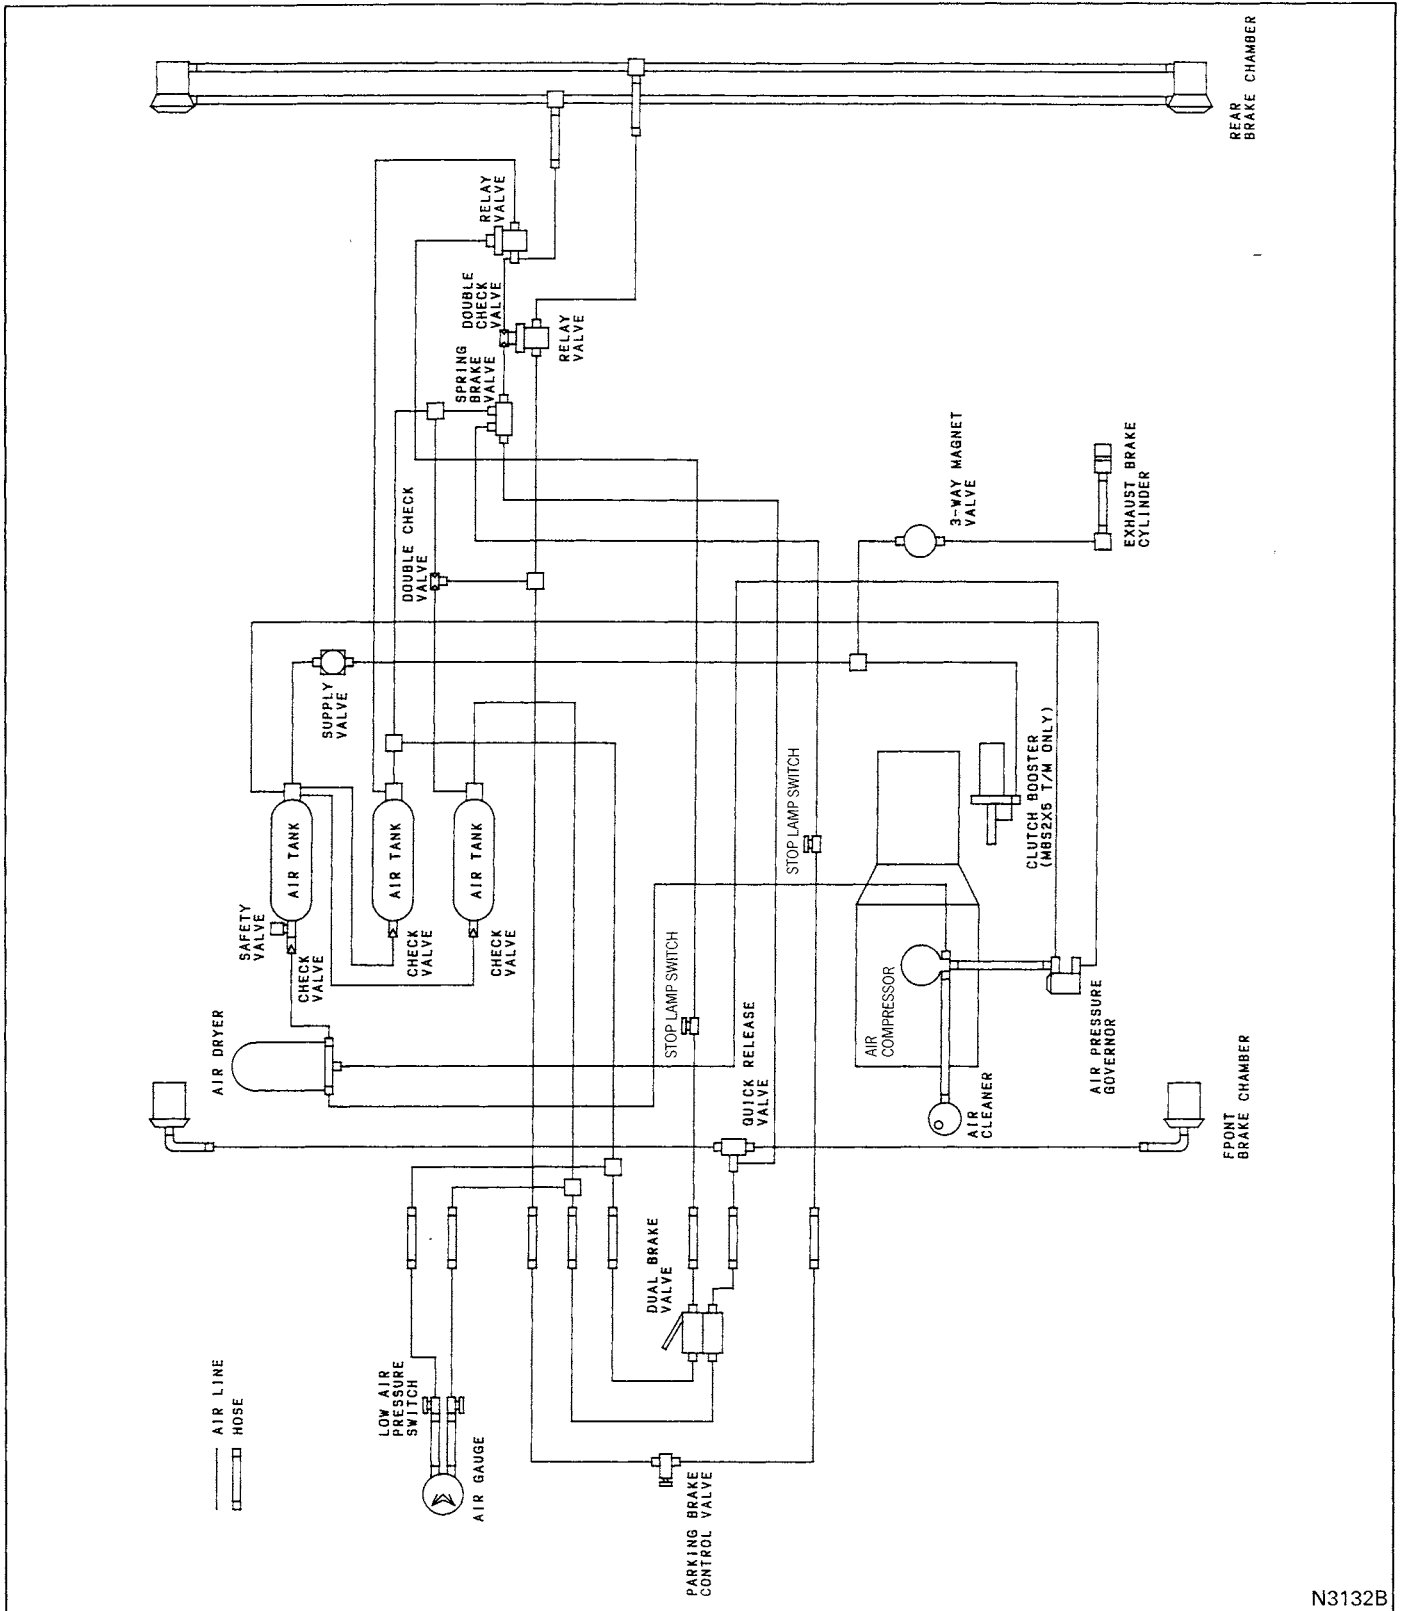 REAR
BRAKE CHAMBER
RELAY
VALVE
DOUBLE
CHECK
VALVE
RELAY
VALVE
SPRING
BRAKE
VALVE
3-WAY MAGNET
VALVE
EXHAUST BRAKE
CYLINDER
DOUBLE CHECK
VALVE
SUPPLY
VALVE
CLUTCH BOOSTER
(MBS2X5 T/M ONLY)
STOP LAMP SWITCH
AIR TANK
AIR TANK
AIR TANK
SAFETY
VALVE
CHECK
VALVE
CHECK
VALVE
CHECK
VALVE
STOP LAMP SWITCH
AIR
COMPRESSOR
AIR DRYER
QUICK RELEASE
VALVE
AIR
CLEANER
AIR PRESSURE
GOVERNOR
FPONT
BRAKE CHAMBER
DUAL BRAKE
VALVE
AIR LINE
HOSE
LOW AIR
PRESSURE
SWITCH
AIR GAUGE
PARKING BRAKE
CONTROL VALVE
N3132B